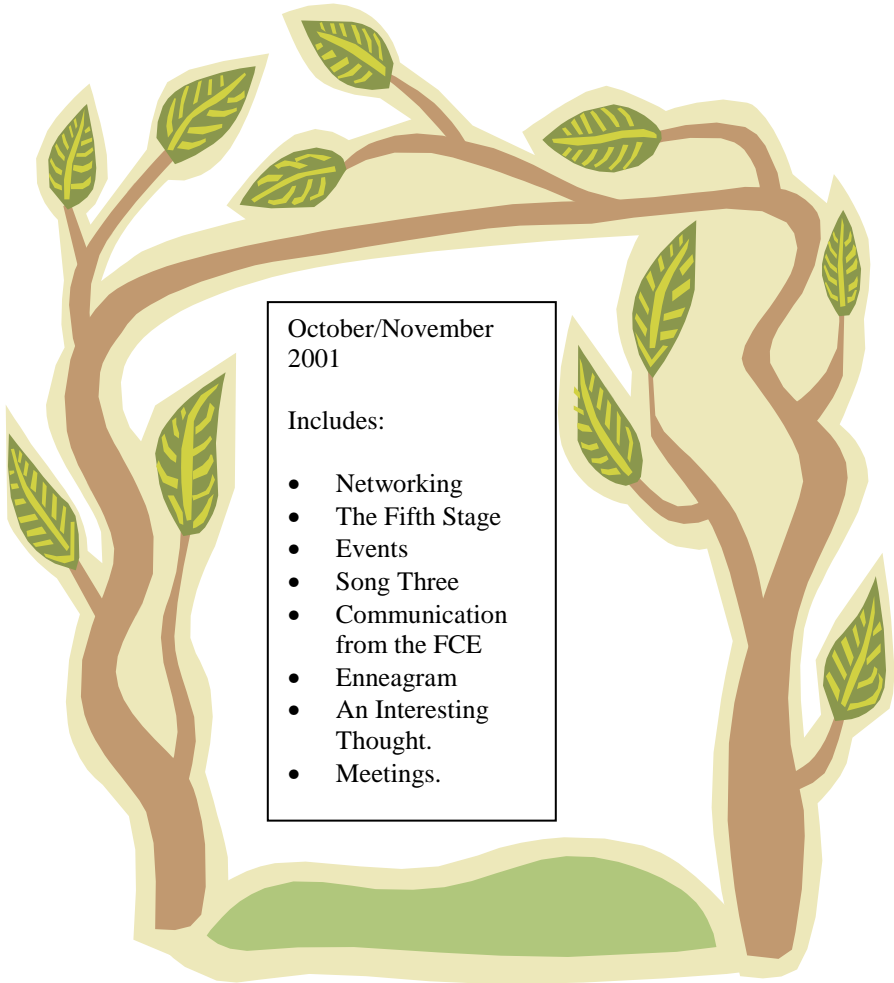 October/November
2001
Includes:
• Networking
• The Fifth Stage
• Events
• Song Three
• Communication
from the FCE
• Enneagram
• An Interesting
Thought.
• Meetings.